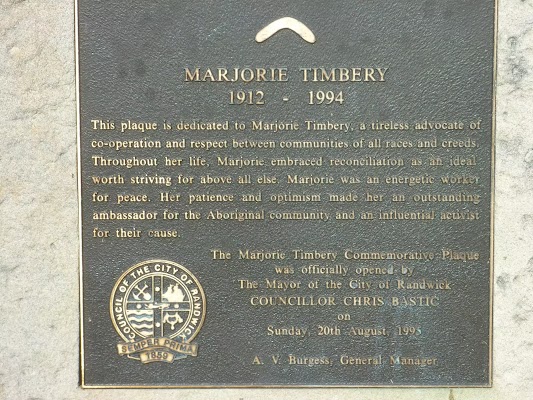 MARJORIE TIMBERY
1912 - 1994
This plaque is dedicated to Marjorie Timbery, a tireless advocate of
co-operation and respect between communities of all races and creeds.
Throughout her life, Marjorie embraced reconciliation as an ideal
worth striving for above all else. Marjorie was an energetic worker
for peace. Her patience and optimism made her an outstanding
ambassador for the Aboriginal community and an influential activist
for their cause.
The Marjorie Timbery Commemorative Plaque
was officially opened by
The Mayor of the City of Randwick
COUNCILLOR CHRIS BASTIC
on
Sunday, 20th August, 1995
A. V. Burgess, General Manager
COUNCIL OF THE CITY OF RANDWICK
SEMPER PRIMA
1859